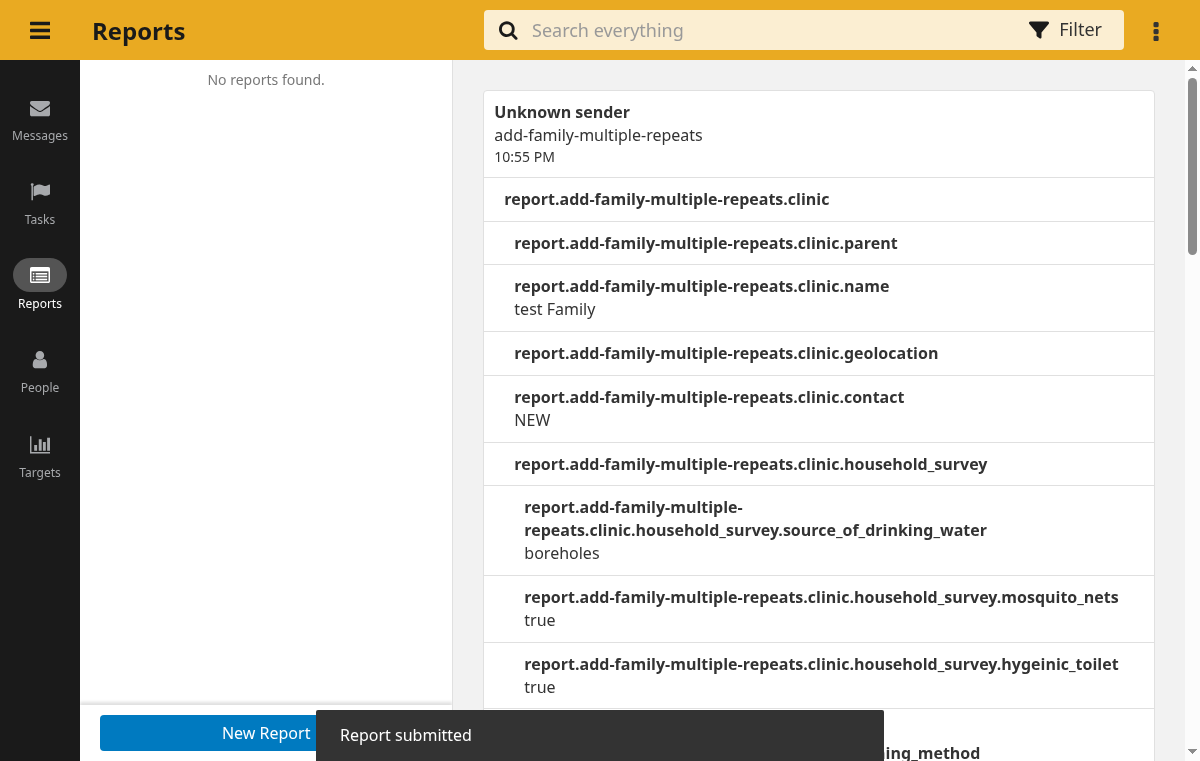 Reports
Search everything
Filter
Messages
Tasks
Reports
People
Targets
No reports found.
New Report
Unknown sender
add-family-multiple-repeats
10:55 PM
report.add-family-multiple-repeats.clinic
report.add-family-multiple-repeats.clinic.parent
report.add-family-multiple-repeats.clinic.name
test Family
report.add-family-multiple-repeats.clinic.geolocation
report.add-family-multiple-repeats.clinic.contact
NEW
report.add-family-multiple-repeats.clinic.household_survey
report.add-family-multiple-
repeats.clinic.household_survey.source_of_drinking_water
boreholes
report.add-family-multiple-repeats.clinic.household_survey.mosquito_nets
true
report.add-family-multiple-repeats.clinic.household_survey.hygeinic_toilet
true
ing_method
Report submitted